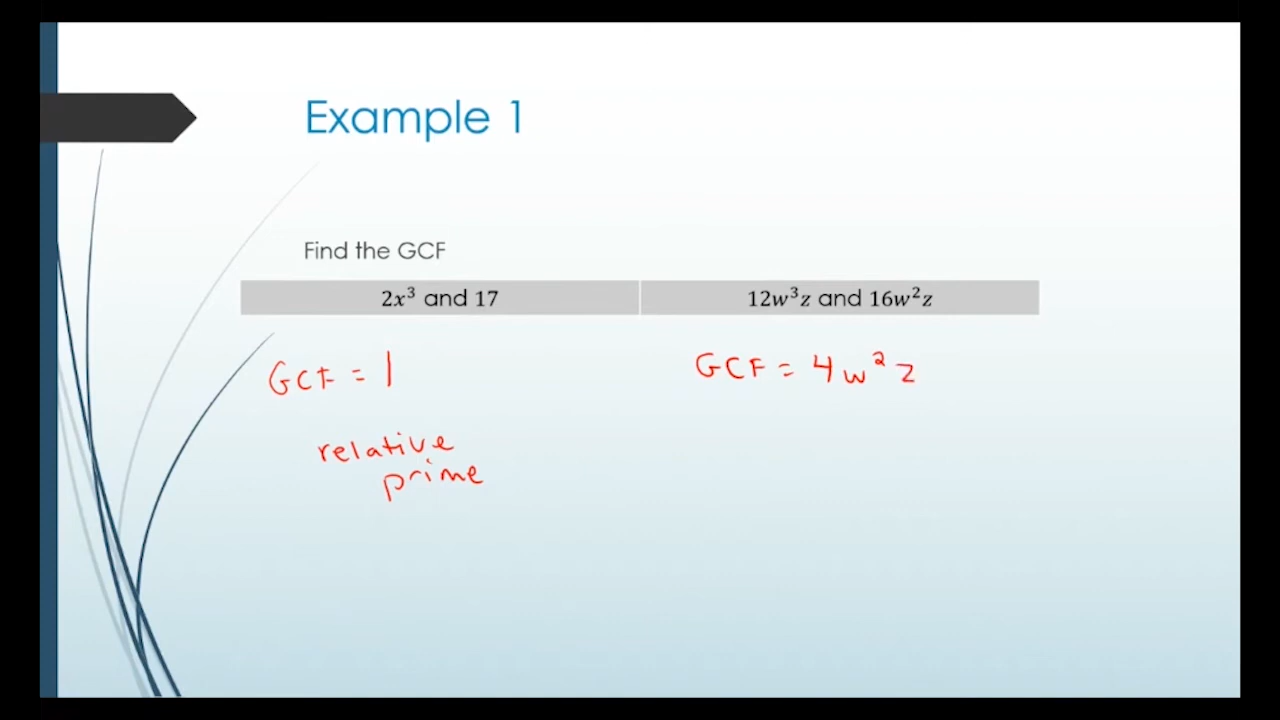 Example 1
Find the GCF
2x³ and 17
12w³z and 16w²z
GCF = 1
GCF = 4w²z
relative
prime